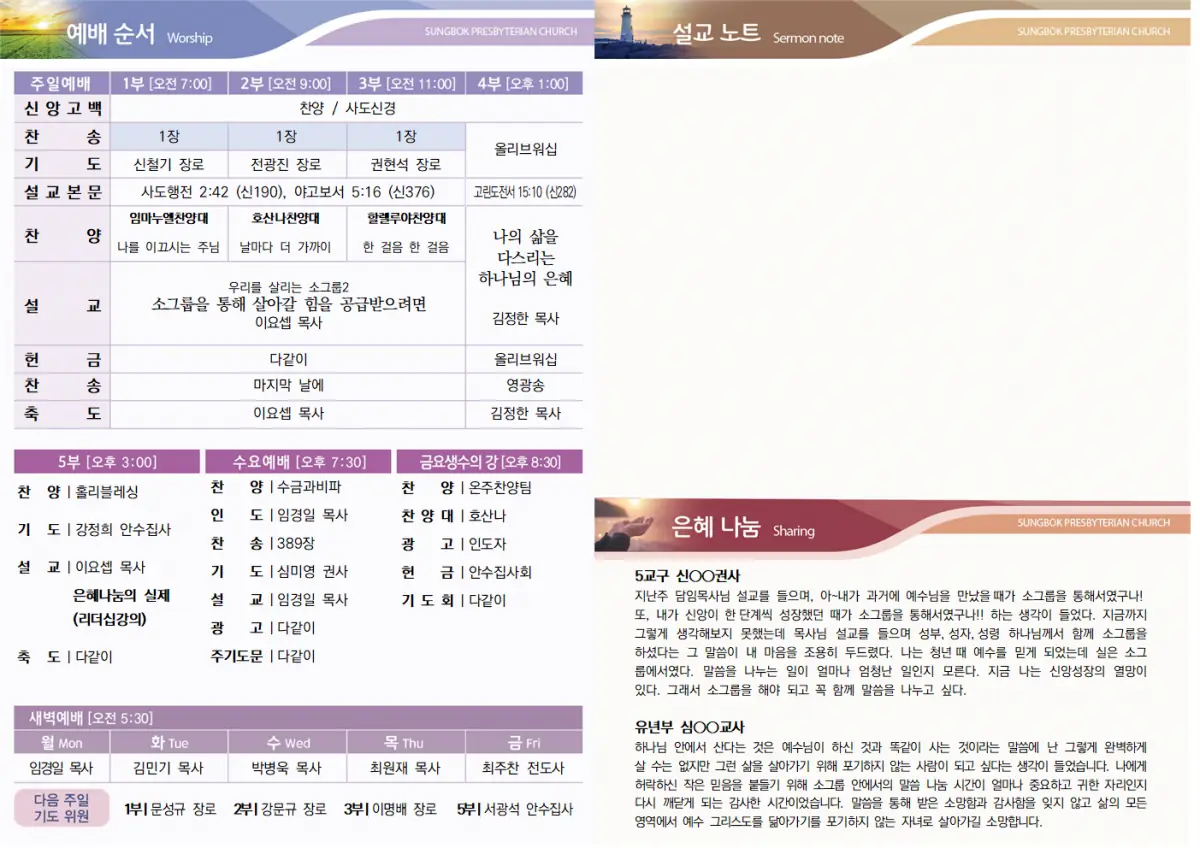 예배 순서 Worship
SUNGBOK PRESBYTERIAN CHURCH
주일예배 1부 [오전 7:00] 2부 [오전 9:00] 3부 [오전 11:00] 4부 [오후 1:00]
신앙고백 찬양 / 사도신경
찬 송 1장 1장 1장
올리브워십
기 도 신철기 장로 전광진 장로 권현석 장로
설교본문 사도행전 2:42 (신190), 야고보서 5:16 (신376) 고린도전서 15:10 (신282)
찬 양
임마누엘찬양대 호산나찬양대 할렐루야찬양대
나를 이끄시는 주님 날마다 더 가까이 한 걸음 한 걸음
나의 삶을
다스리는
하나님의 은혜
김정한 목사
설 교
우리를 살리는 소그룹2
소그룹을 통해 살아갈 힘을 공급받으려면
이요셉 목사
헌 금 다같이 올리브워십
찬 송 마지막 날에 영광송
축 도 이요셉 목사 김정한 목사
5부 [오후 3:00]
찬 양 | 홀리블레싱
기 도 | 강정희 안수집사
설 교 | 이요셉 목사
은혜나눔의 실제
(리더십강의)
축 도 | 다같이
수요예배 [오후 7:30]
찬 양 | 수금과비파
인 도 | 임경일 목사
찬 송 | 389장
기 도 | 심미영 권사
설 교 | 임경일 목사
광 고 | 다같이
주기도문 | 다같이
금요생수의 강 [오후 8:30]
찬 양 | 온주찬양팀
찬 양 대 | 호산나
광 고 | 인도자
헌 금 | 안수집사회
기 도 회 | 다같이
새벽예배 [오전 5:30]
월 Mon 화 Tue 수 Wed 목 Thu 금 Fri
임경일 목사 김민기 목사 박병욱 목사 최원재 목사 최주찬 전도사
다음 주일
기도 위원
1부 | 문성규 장로 2부 | 강문규 장로 3부 | 이명배 장로 5부 | 서광석 안수집사
설교 노트 Sermon note
SUNGBOK PRESBYTERIAN CHURCH
은혜 나눔 Sharing
SUNGBOK PRESBYTERIAN CHURCH
5교구 신○○권사
지난주 담임목사님 설교를 들으며, 아~내가 과거에 예수님을 만났을 때가 소그룹을 통해서였구나!
또, 내가 신앙이 한 단계씩 성장했던 때가 소그룹을 통해서였구나!! 하는 생각이 들었다. 지금까지
그렇게 생각해보지 못했는데 목사님 설교를 들으며 성부, 성자, 성령 하나님께서 함께 소그룹을
하셨다는 그 말씀이 내 마음을 조용히 두드렸다. 나는 청년 때 예수를 믿게 되었는데 실은 소그
룹에서였다. 말씀을 나누는 일이 얼마나 엄청난 일인지 모른다. 지금 나는 신앙성장의 열망이
있다. 그래서 소그룹을 해야 되고 꼭 함께 말씀을 나누고 싶다.
유년부 심○○교사
하나님 안에서 산다는 것은 예수님이 하신 것과 똑같이 사는 것이라는 말씀에 난 그렇게 완벽하게
살 수는 없지만 그런 삶을 살아가기 위해 포기하지 않는 사람이 되고 싶다는 생각이 들었습니다. 나에게
허락하신 작은 믿음을 붙들기 위해 소그룹 안에서의 말씀 나눔 시간이 얼마나 중요하고 귀한 자리인지
다시 깨닫게 되는 감사한 시간이었습니다. 말씀을 통해 받은 소망함과 감사함을 잊지 않고 삶의 모든
영역에서 예수 그리스도를 닮아가기를 포기하지 않는 자녀로 살아가길 소망합니다.